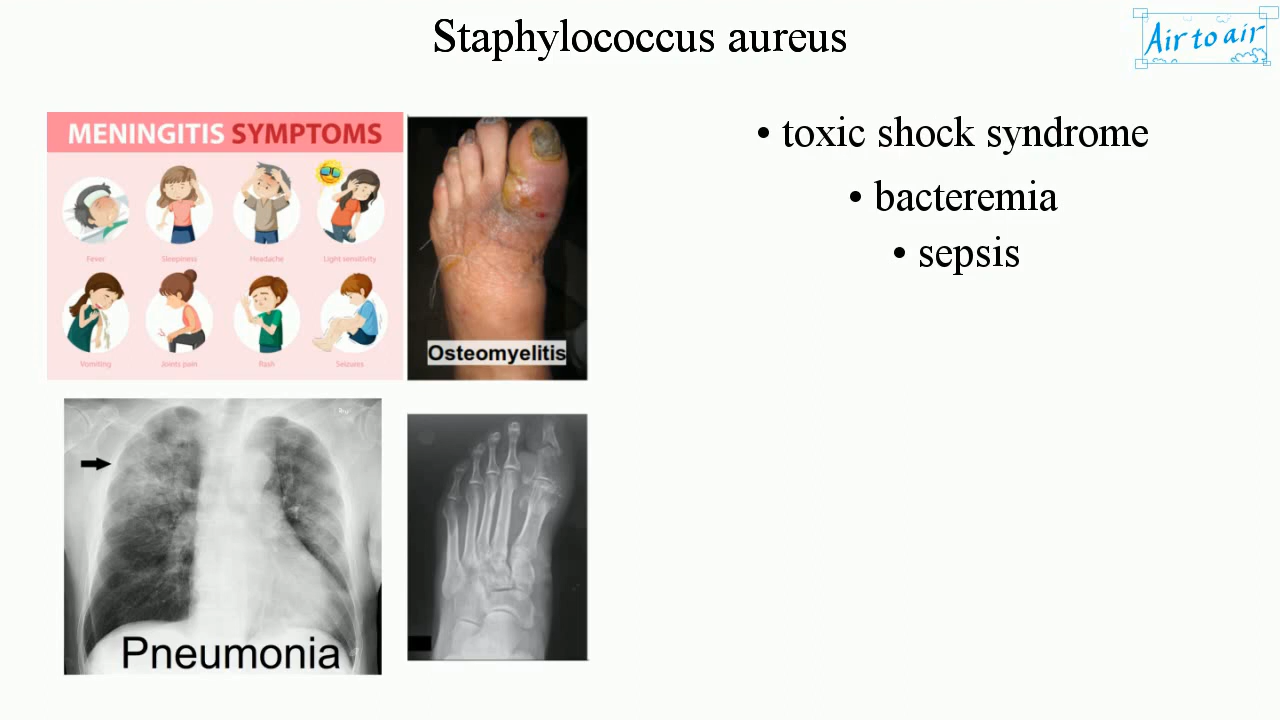 Staphylococcus aureus
Air to air
MENINGITIS SYMPTOMS
Fever
Sleepiness
Headache
Light sensitivity
Vomiting
Joints pain
Rash
Seizures
Osteomyelitis
Pneumonia
• toxic shock syndrome
• bacteremia
• sepsis